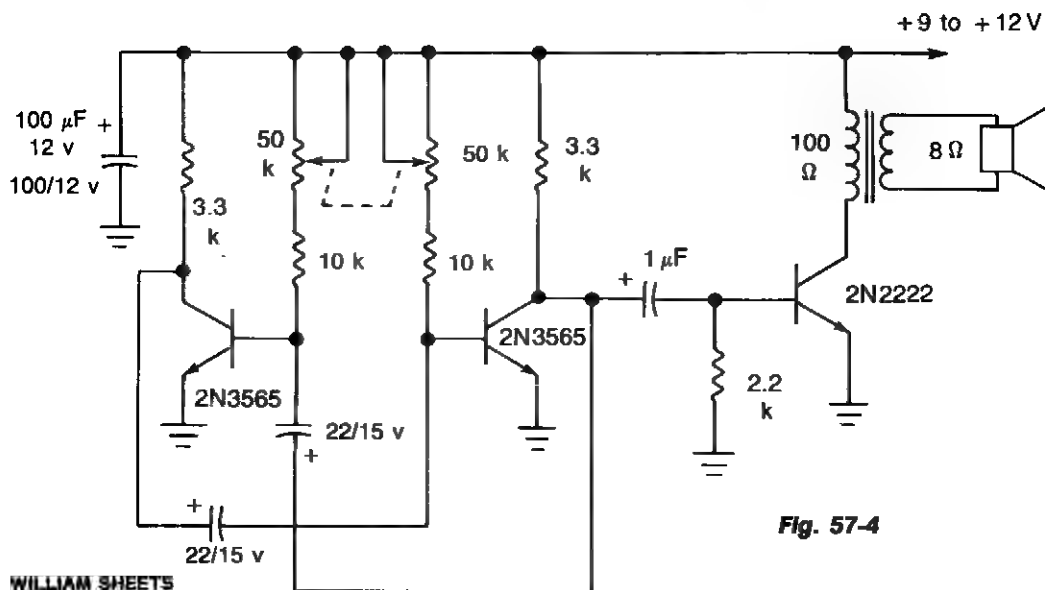 +9 to +12 V
100 µF +
12 v
100/12 v
3.3
k
50
k
50 k
3.3
k
100
Ω
8 Ω
10 k
10 k
+ 1 µF
2N2222
2N3565
2N3565
2.2
k
22/15 v
+
+
22/15 v
Fig. 57-4
WILLIAM SHEETS